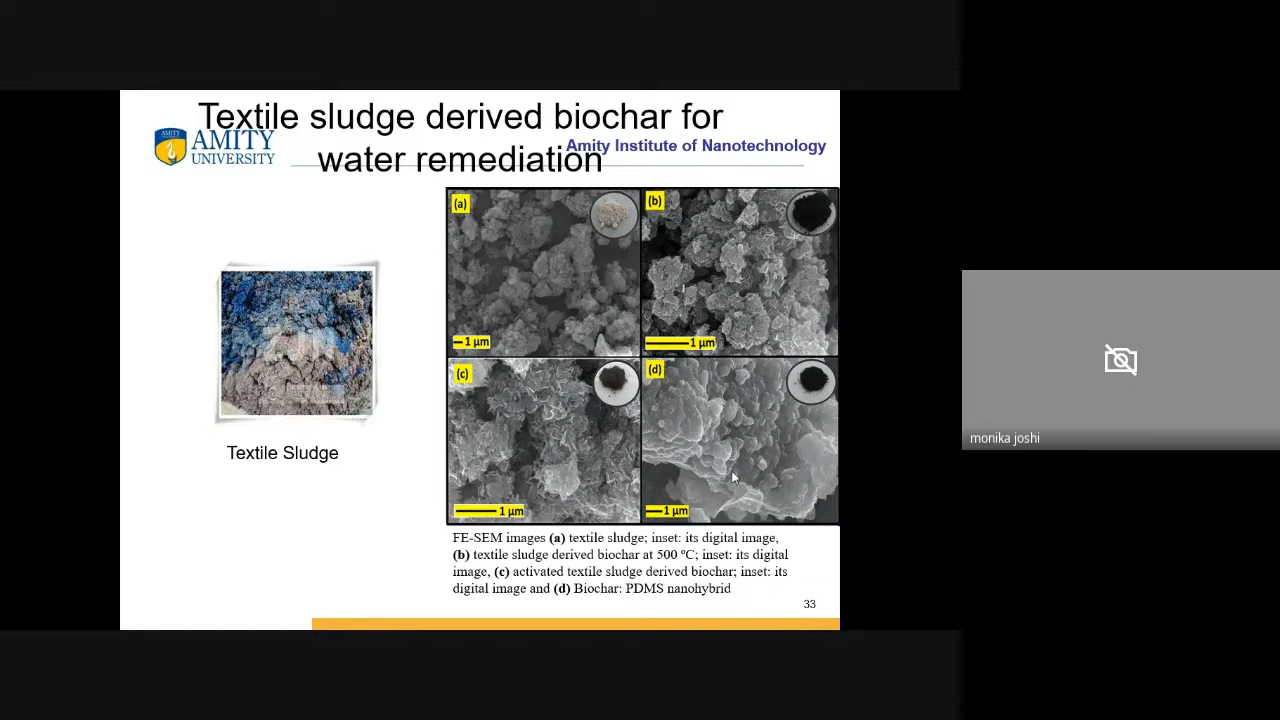 Textile sludge derived biochar for
water remediation
AMITY
AMITY
UNIVERSITY
Amity Institute of Nanotechnology
(a)
(b)
1 µm
1 µm
(c)
(d)
1 µm
1 µm
Textile Sludge
FE-SEM images (a) textile sludge; inset: its digital image,
(b) textile sludge derived biochar at 500 ºC; inset: its digital
image, (c) activated textile sludge derived biochar; inset: its
digital image and (d) Biochar: PDMS nanohybrid
33
monika joshi